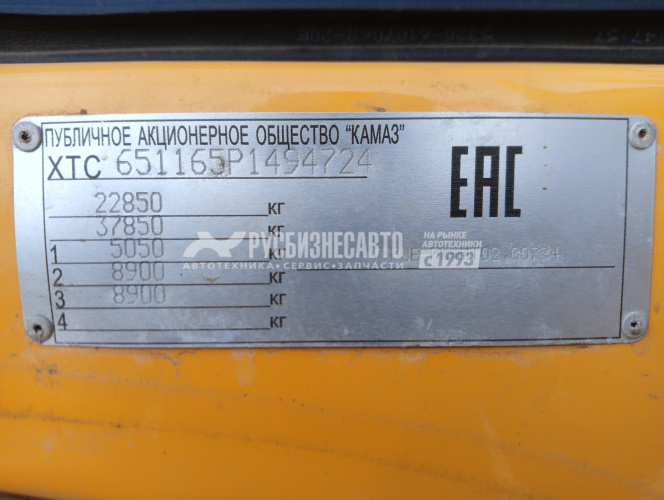 ПУБЛИЧНОЕ АКЦИОНЕРНОЕ ОБЩЕСТВО "КАМАЗ"
ХТС 651165P1494724
EAC
22850 кг
37850 кг
1 5050 кг
2 8900 кг
3 8900 кг
4 кг
РУСБИЗНЕСАВТО
АВТОТЕХНИКА • СЕРВИС • ЗАПЧАСТИ
НА РЫНКЕ
АВТОТЕХНИКИ
с 1993